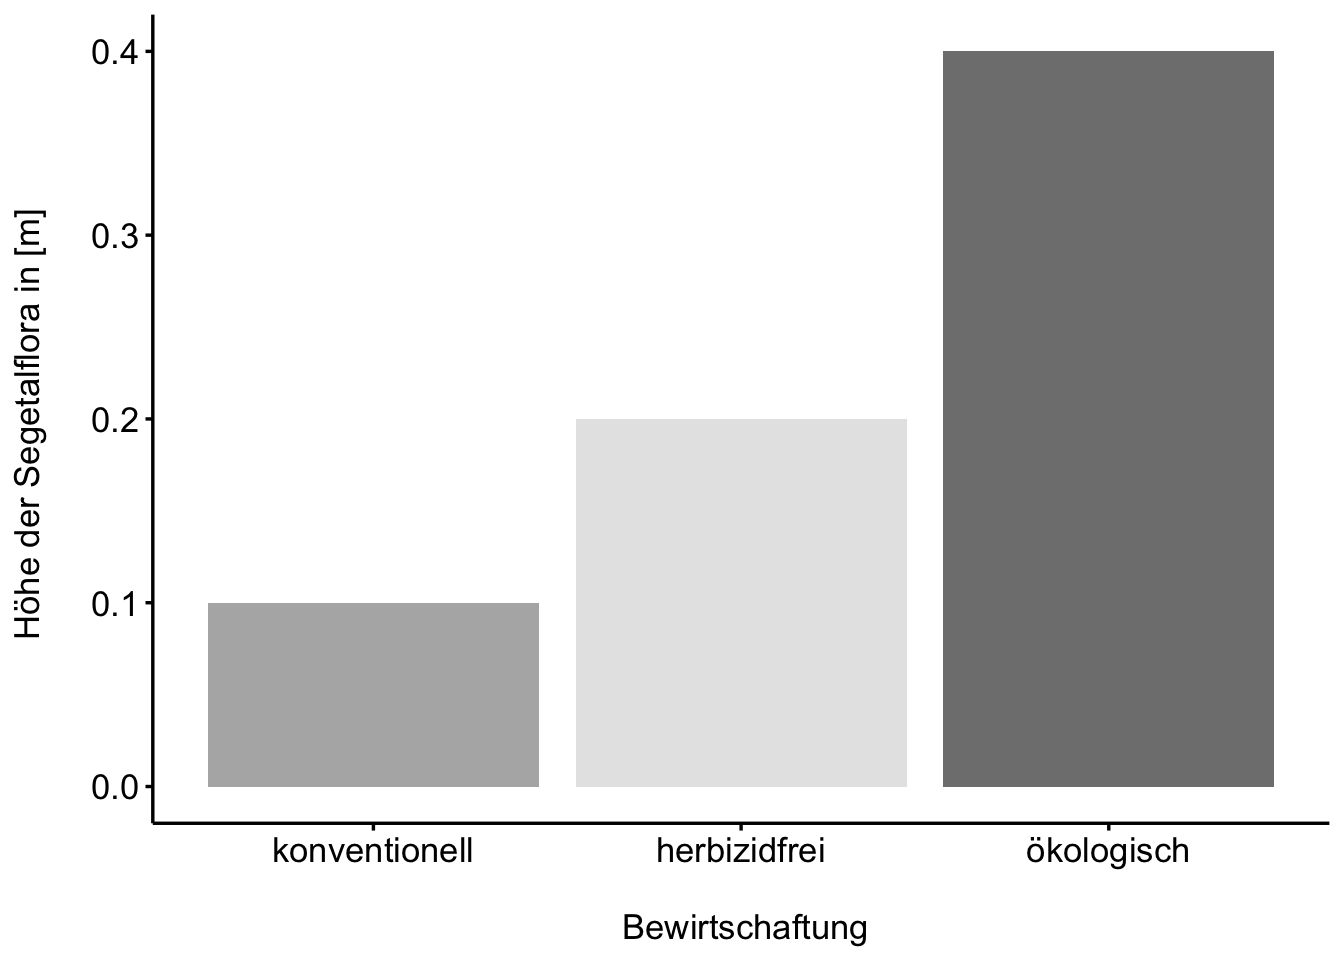 Höhe der Segetalflora in [m]
0.4
0.3
0.2
0.1
0.0
konventionell herbizidfrei ökologisch
Bewirtschaftung